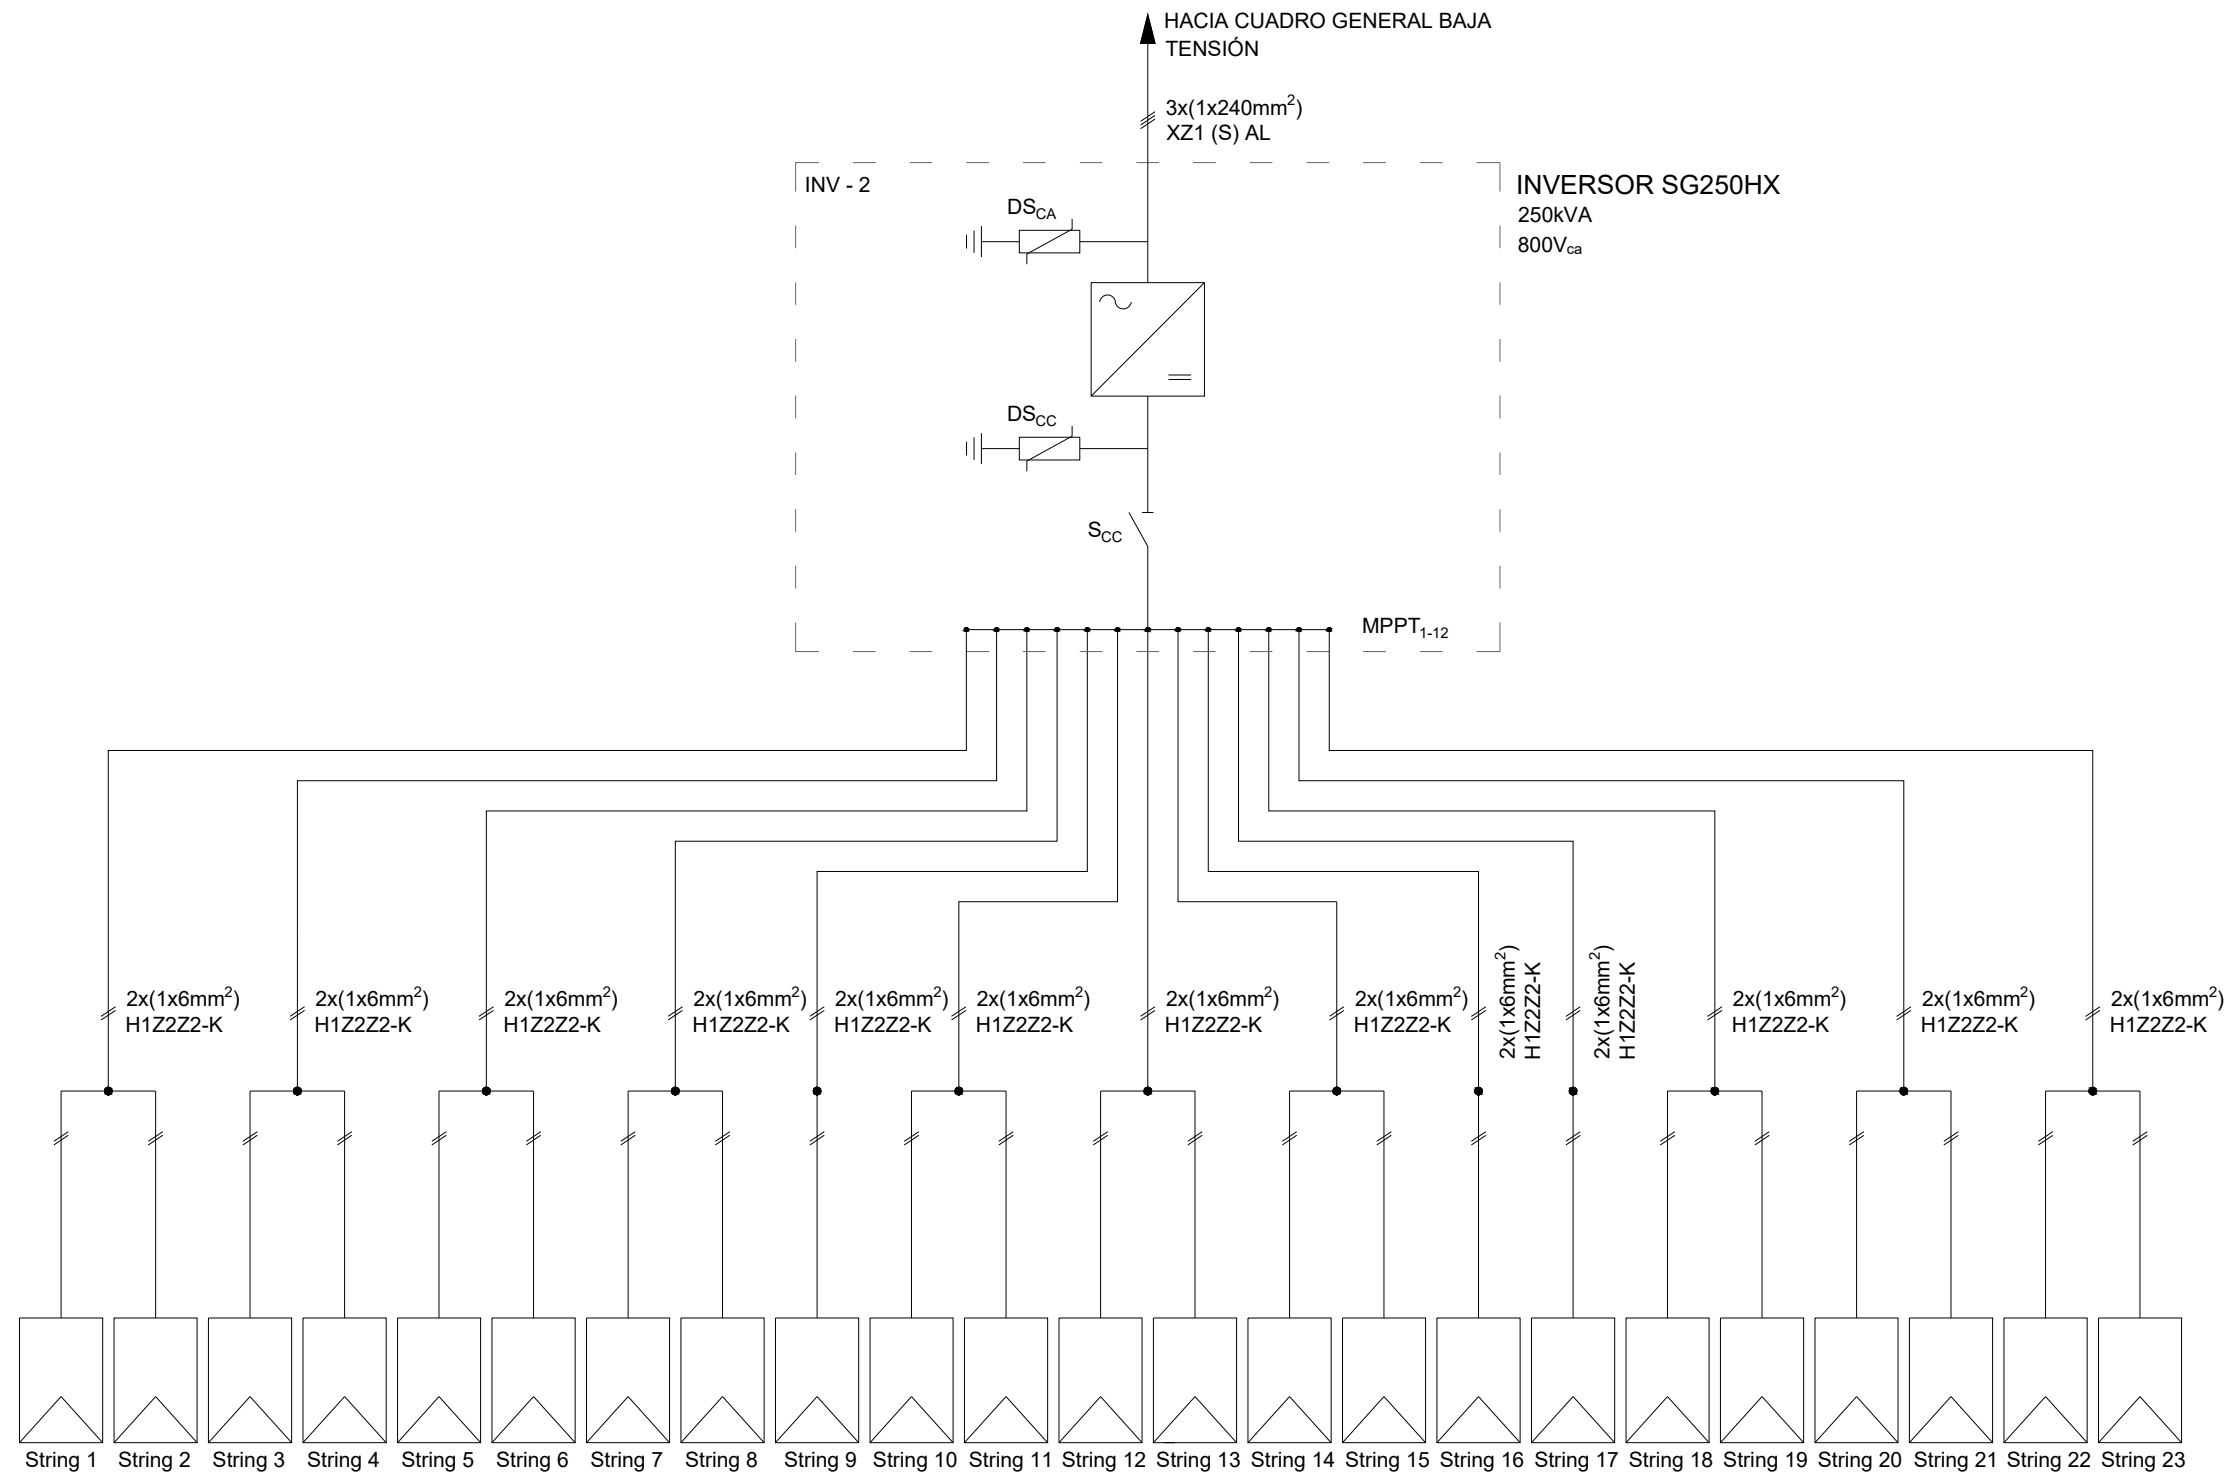 HACIA CUADRO GENERAL BAJA
TENSIÓN
3x(1x240mm²)
XZ1 (S) AL
INV - 2
INVERSOR SG250HX
250kVA
800Vca
DSCA
DSCC
SCC
MPPT1-12
2x(1x6mm²)
H1Z2Z2-K
2x(1x6mm²)
H1Z2Z2-K
2x(1x6mm²)
H1Z2Z2-K
2x(1x6mm²)
H1Z2Z2-K
2x(1x6mm²)
H1Z2Z2-K
2x(1x6mm²)
H1Z2Z2-K
2x(1x6mm²)
H1Z2Z2-K
2x(1x6mm²)
H1Z2Z2-K
2x(1x6mm²)
H1Z2Z2-K
2x(1x6mm²)
H1Z2Z2-K
2x(1x6mm²)
H1Z2Z2-K
2x(1x6mm²)
H1Z2Z2-K
2x(1x6mm²)
H1Z2Z2-K
String 1
String 2
String 3
String 4
String 5
String 6
String 7
String 8
String 9
String 10
String 11
String 12
String 13
String 14
String 15
String 16
String 17
String 18
String 19
String 20
String 21
String 22
String 23